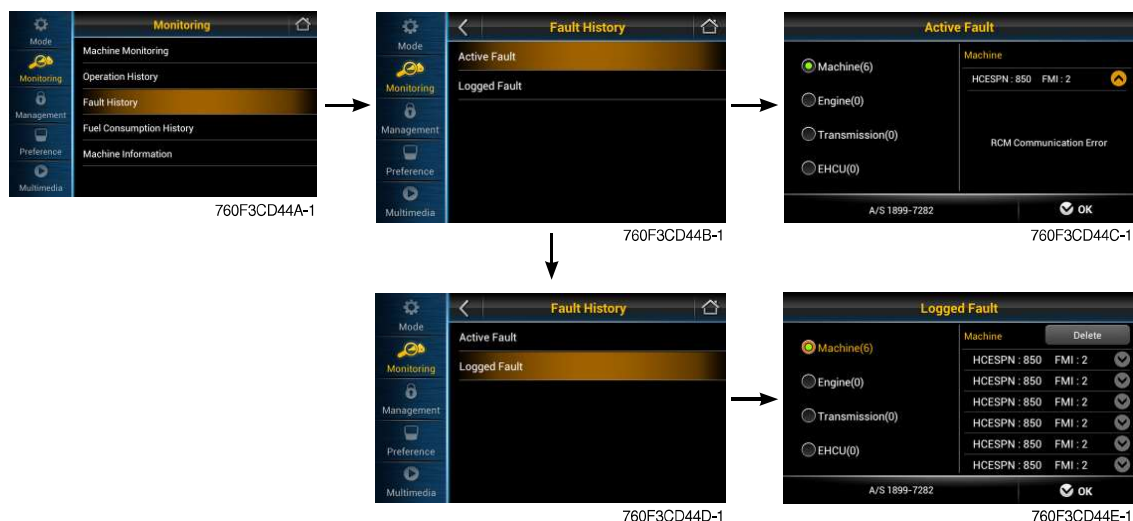 Monitoring
Mode
Monitoring
Management
Preference
Multimedia
Machine Monitoring
Operation History
Fault History
Fuel Consumption History
Machine Information
760F3CD44A-1
Fault History
Mode
Monitoring
Management
Preference
Multimedia
Active Fault
Logged Fault
760F3CD44B-1
Active Fault
Machine(6)
Engine(0)
Transmission(0)
EHCU(0)
Machine
HCESPN : 850 FMI : 2
RCM Communication Error
A/S 1899-7282
OK
760F3CD44C-1
Fault History
Mode
Monitoring
Management
Preference
Multimedia
Active Fault
Logged Fault
760F3CD44D-1
Logged Fault
Machine(6)
Engine(0)
Transmission(0)
EHCU(0)
Machine Delete
HCESPN : 850 FMI : 2
HCESPN : 850 FMI : 2
HCESPN : 850 FMI : 2
HCESPN : 850 FMI : 2
HCESPN : 850 FMI : 2
HCESPN : 850 FMI : 2
A/S 1899-7282
OK
760F3CD44E-1